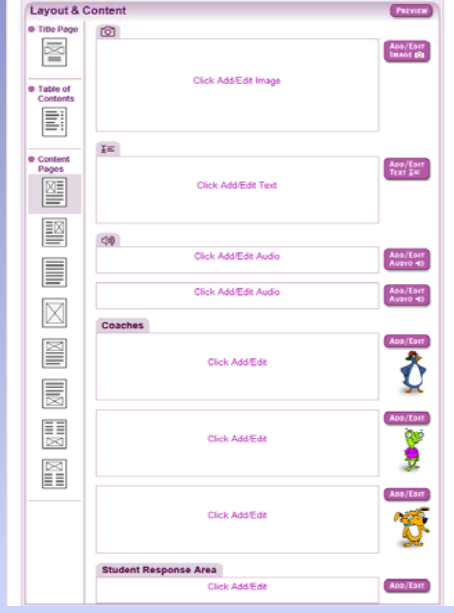 Layout & Content
PREVIEW
Title Page
ADD/EDIT
IMAGE
Click Add/Edit Image
Table of
Contents
Content
Pages
ADD/EDIT
TEXT
Click Add/Edit Text
Click Add/Edit Audio
ADD/EDIT
AUDIO
Click Add/Edit Audio
ADD/EDIT
AUDIO
Coaches
ADD/EDIT
Click Add/Edit
ADD/EDIT
Click Add/Edit
ADD/EDIT
Click Add/Edit
Student Response Area
Click Add/Edit
ADD/EDIT